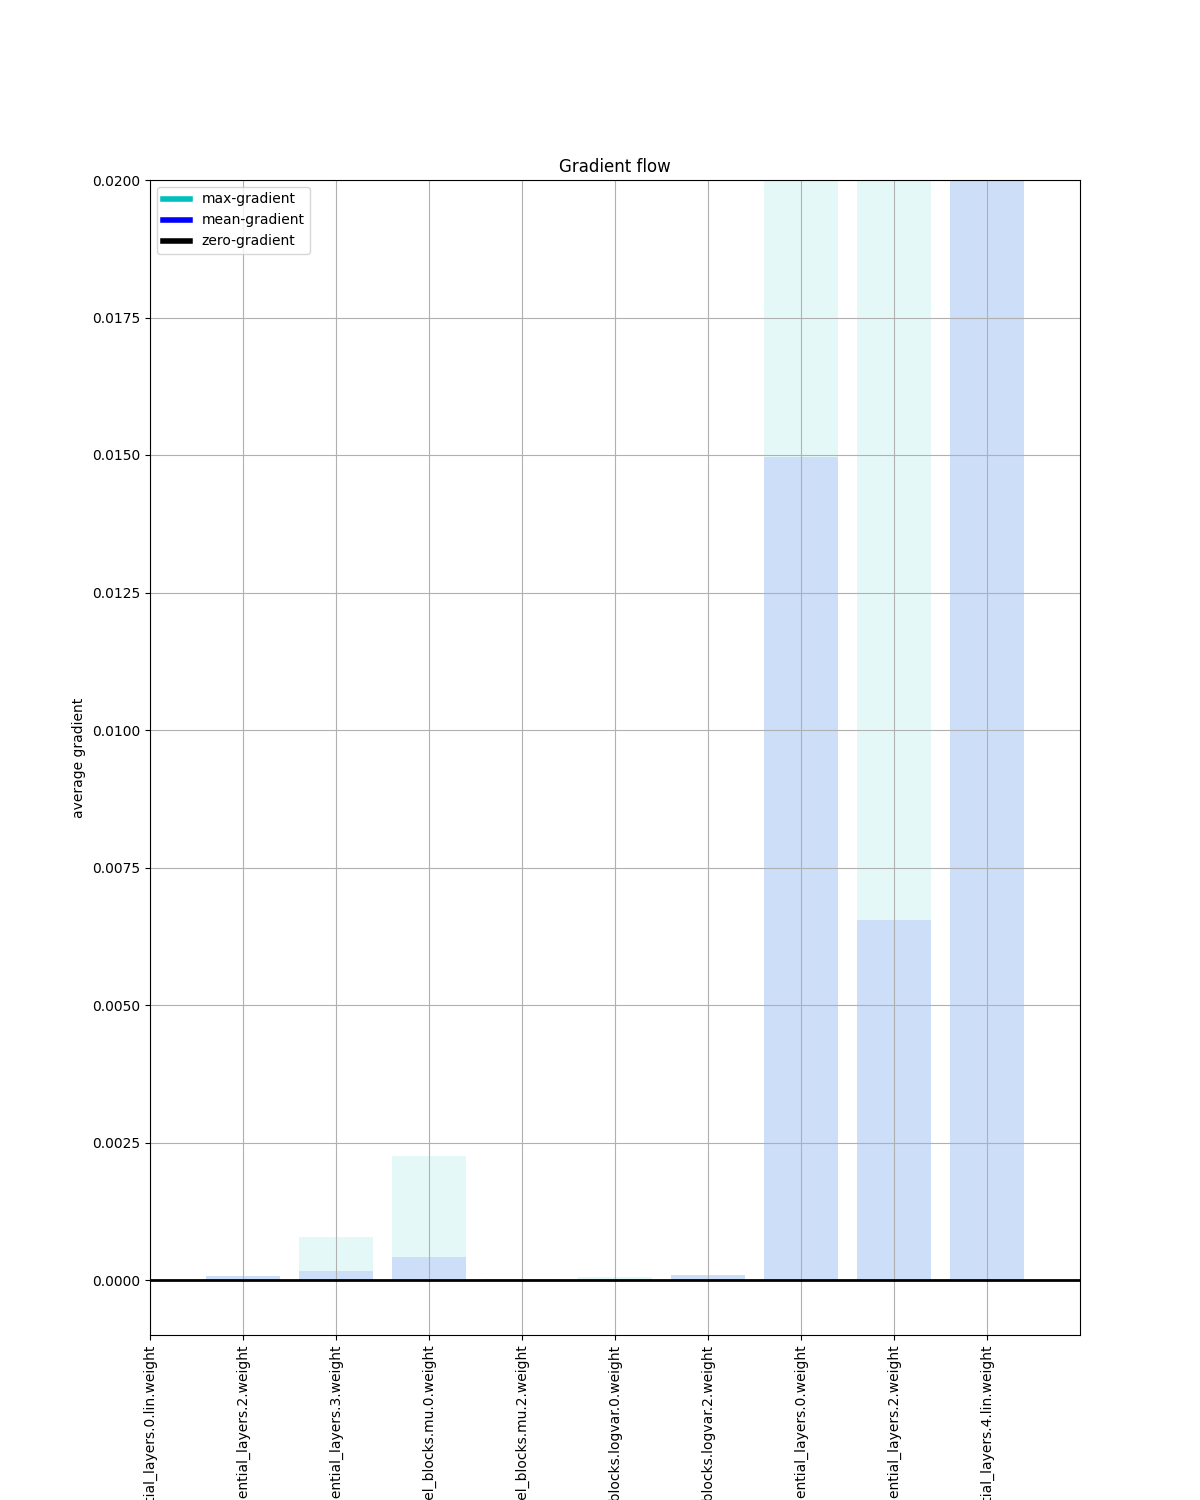 Gradient flow
max-gradient
mean-gradient
zero-gradient
0.0200
0.0175
0.0150
0.0125
0.0100
0.0075
0.0050
0.0025
0.0000
average gradient
tial_layers.0.lin.weight
ential_layers.2.weight
ential_layers.3.weight
el_blocks.mu.0.weight
el_blocks.mu.2.weight
blocks.logvar.0.weight
blocks.logvar.2.weight
ential_layers.0.weight
ential_layers.2.weight
tial_layers.4.lin.weight